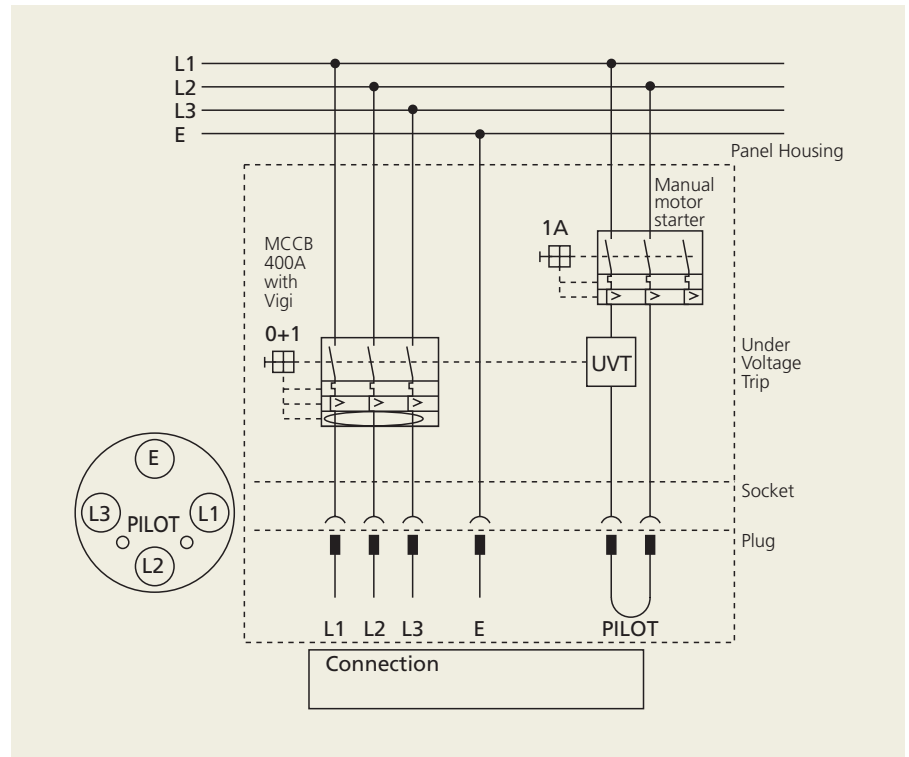 L1
L2
L3
E
Panel Housing
Manual
motor
starter
1A
MCCB
400A
with
Vigi
0+1
UVT
Under
Voltage
Trip
> > >
> > >
E
L3 PILOT L1
L2
Socket
Plug
L1 L2 L3 E PILOT
Connection